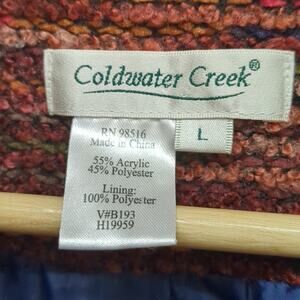 Coldwater Creek®
L
RN 98516
Made in China
55% Acrylic
45% Polyester
Lining:
100% Polyester
V#B193
H19959